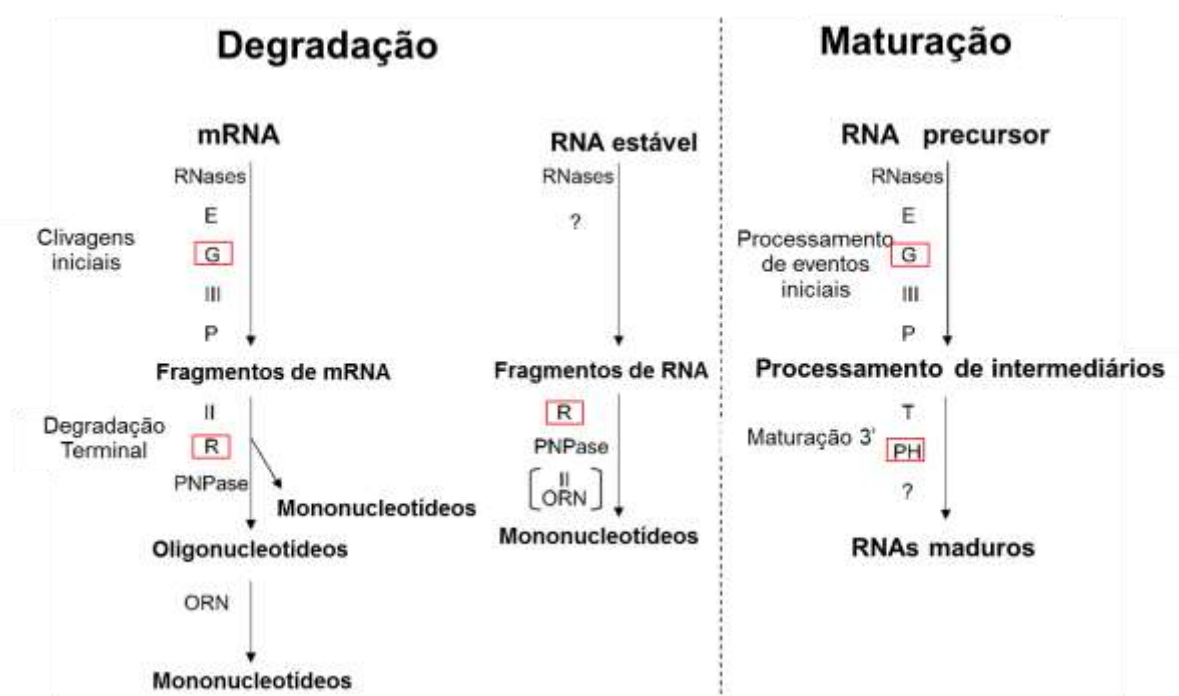 Degradação
mRNA
RNases
E
G
III
P
Clivagens
iniciais
Fragmentos de mRNA
II
R
PNPase
Degradação
Terminal
Mononucleotídeos
Oligonucleotídeos
ORN
Mononucleotídeos
RNA estável
RNases
?
Fragmentos de RNA
R
PNPase
II
ORN
Mononucleotídeos
Maturação
RNA precursor
RNases
E
G
III
P
Processamento
de eventos
iniciais
Processamento de intermediários
T
PH
?
Maturação 3'
RNAs maduros